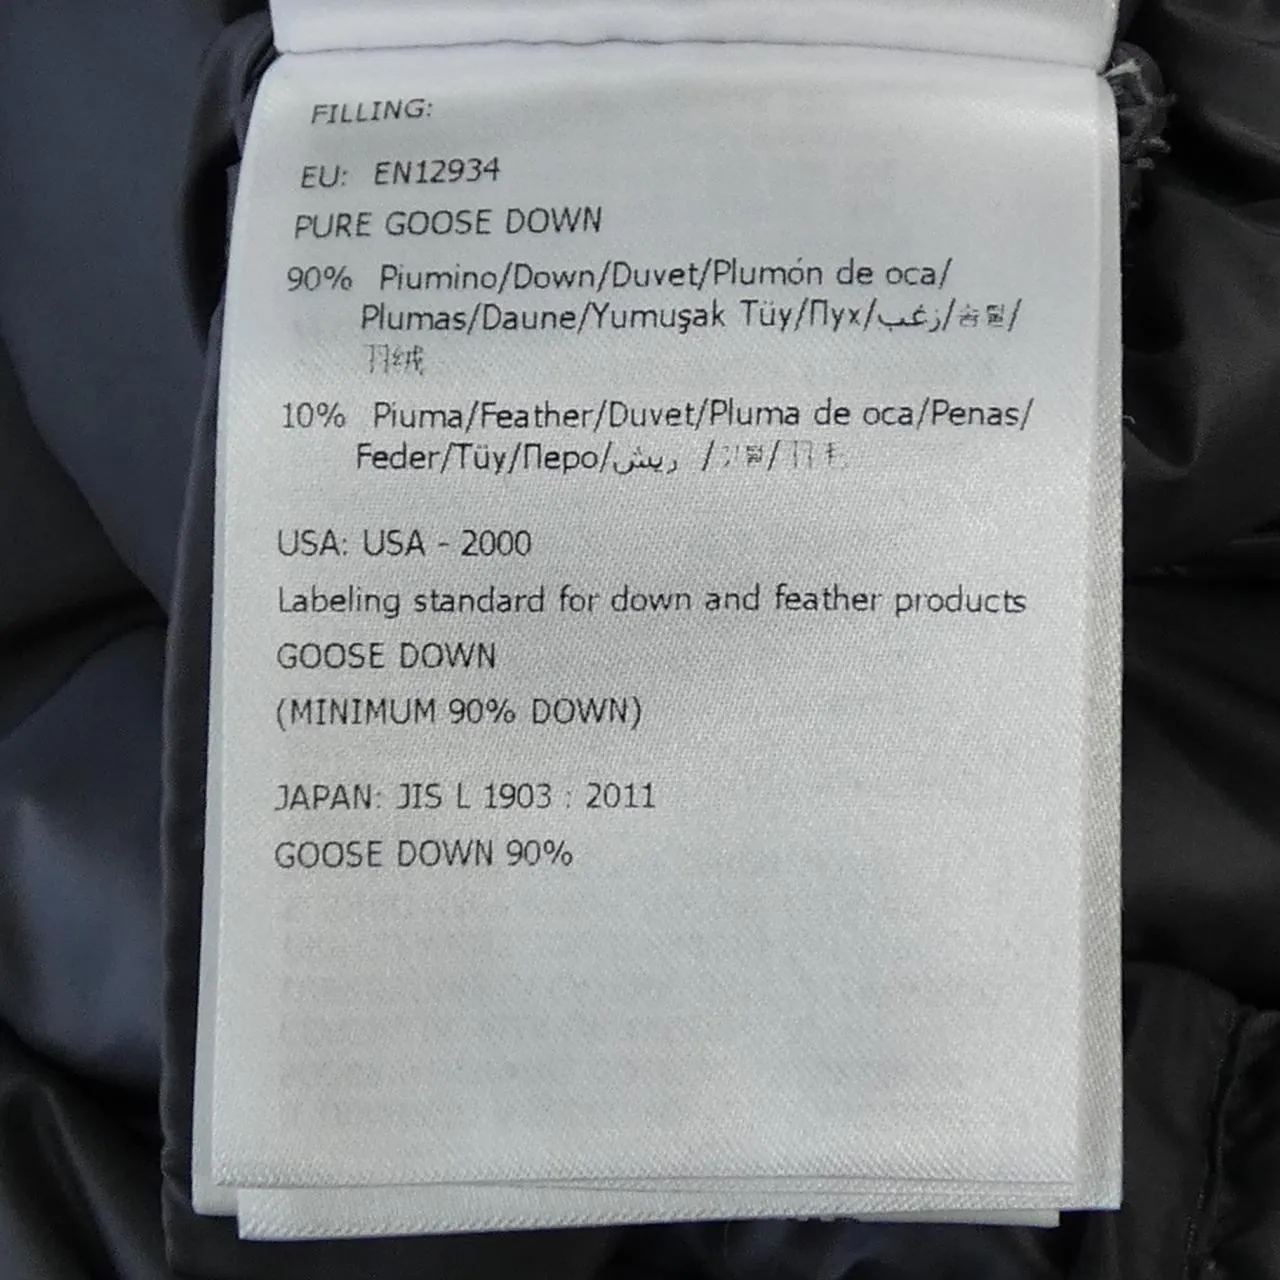 FILLING:
EU: EN12934
PURE GOOSE DOWN
90% Piumino/Down/Duvet/Plumón de oca/
Plumas/Daune/Yumuşak Tüy/Пух/زغب/솜털/
羽绒
10% Piuma/Feather/Duvet/Pluma de oca/Penas/
Feder/Tüy/Перо/ريش /
USA: USA - 2000
Labeling standard for down and feather products
GOOSE DOWN
(MINIMUM 90% DOWN)
JAPAN: JIS L 1903 : 2011
GOOSE DOWN 90%